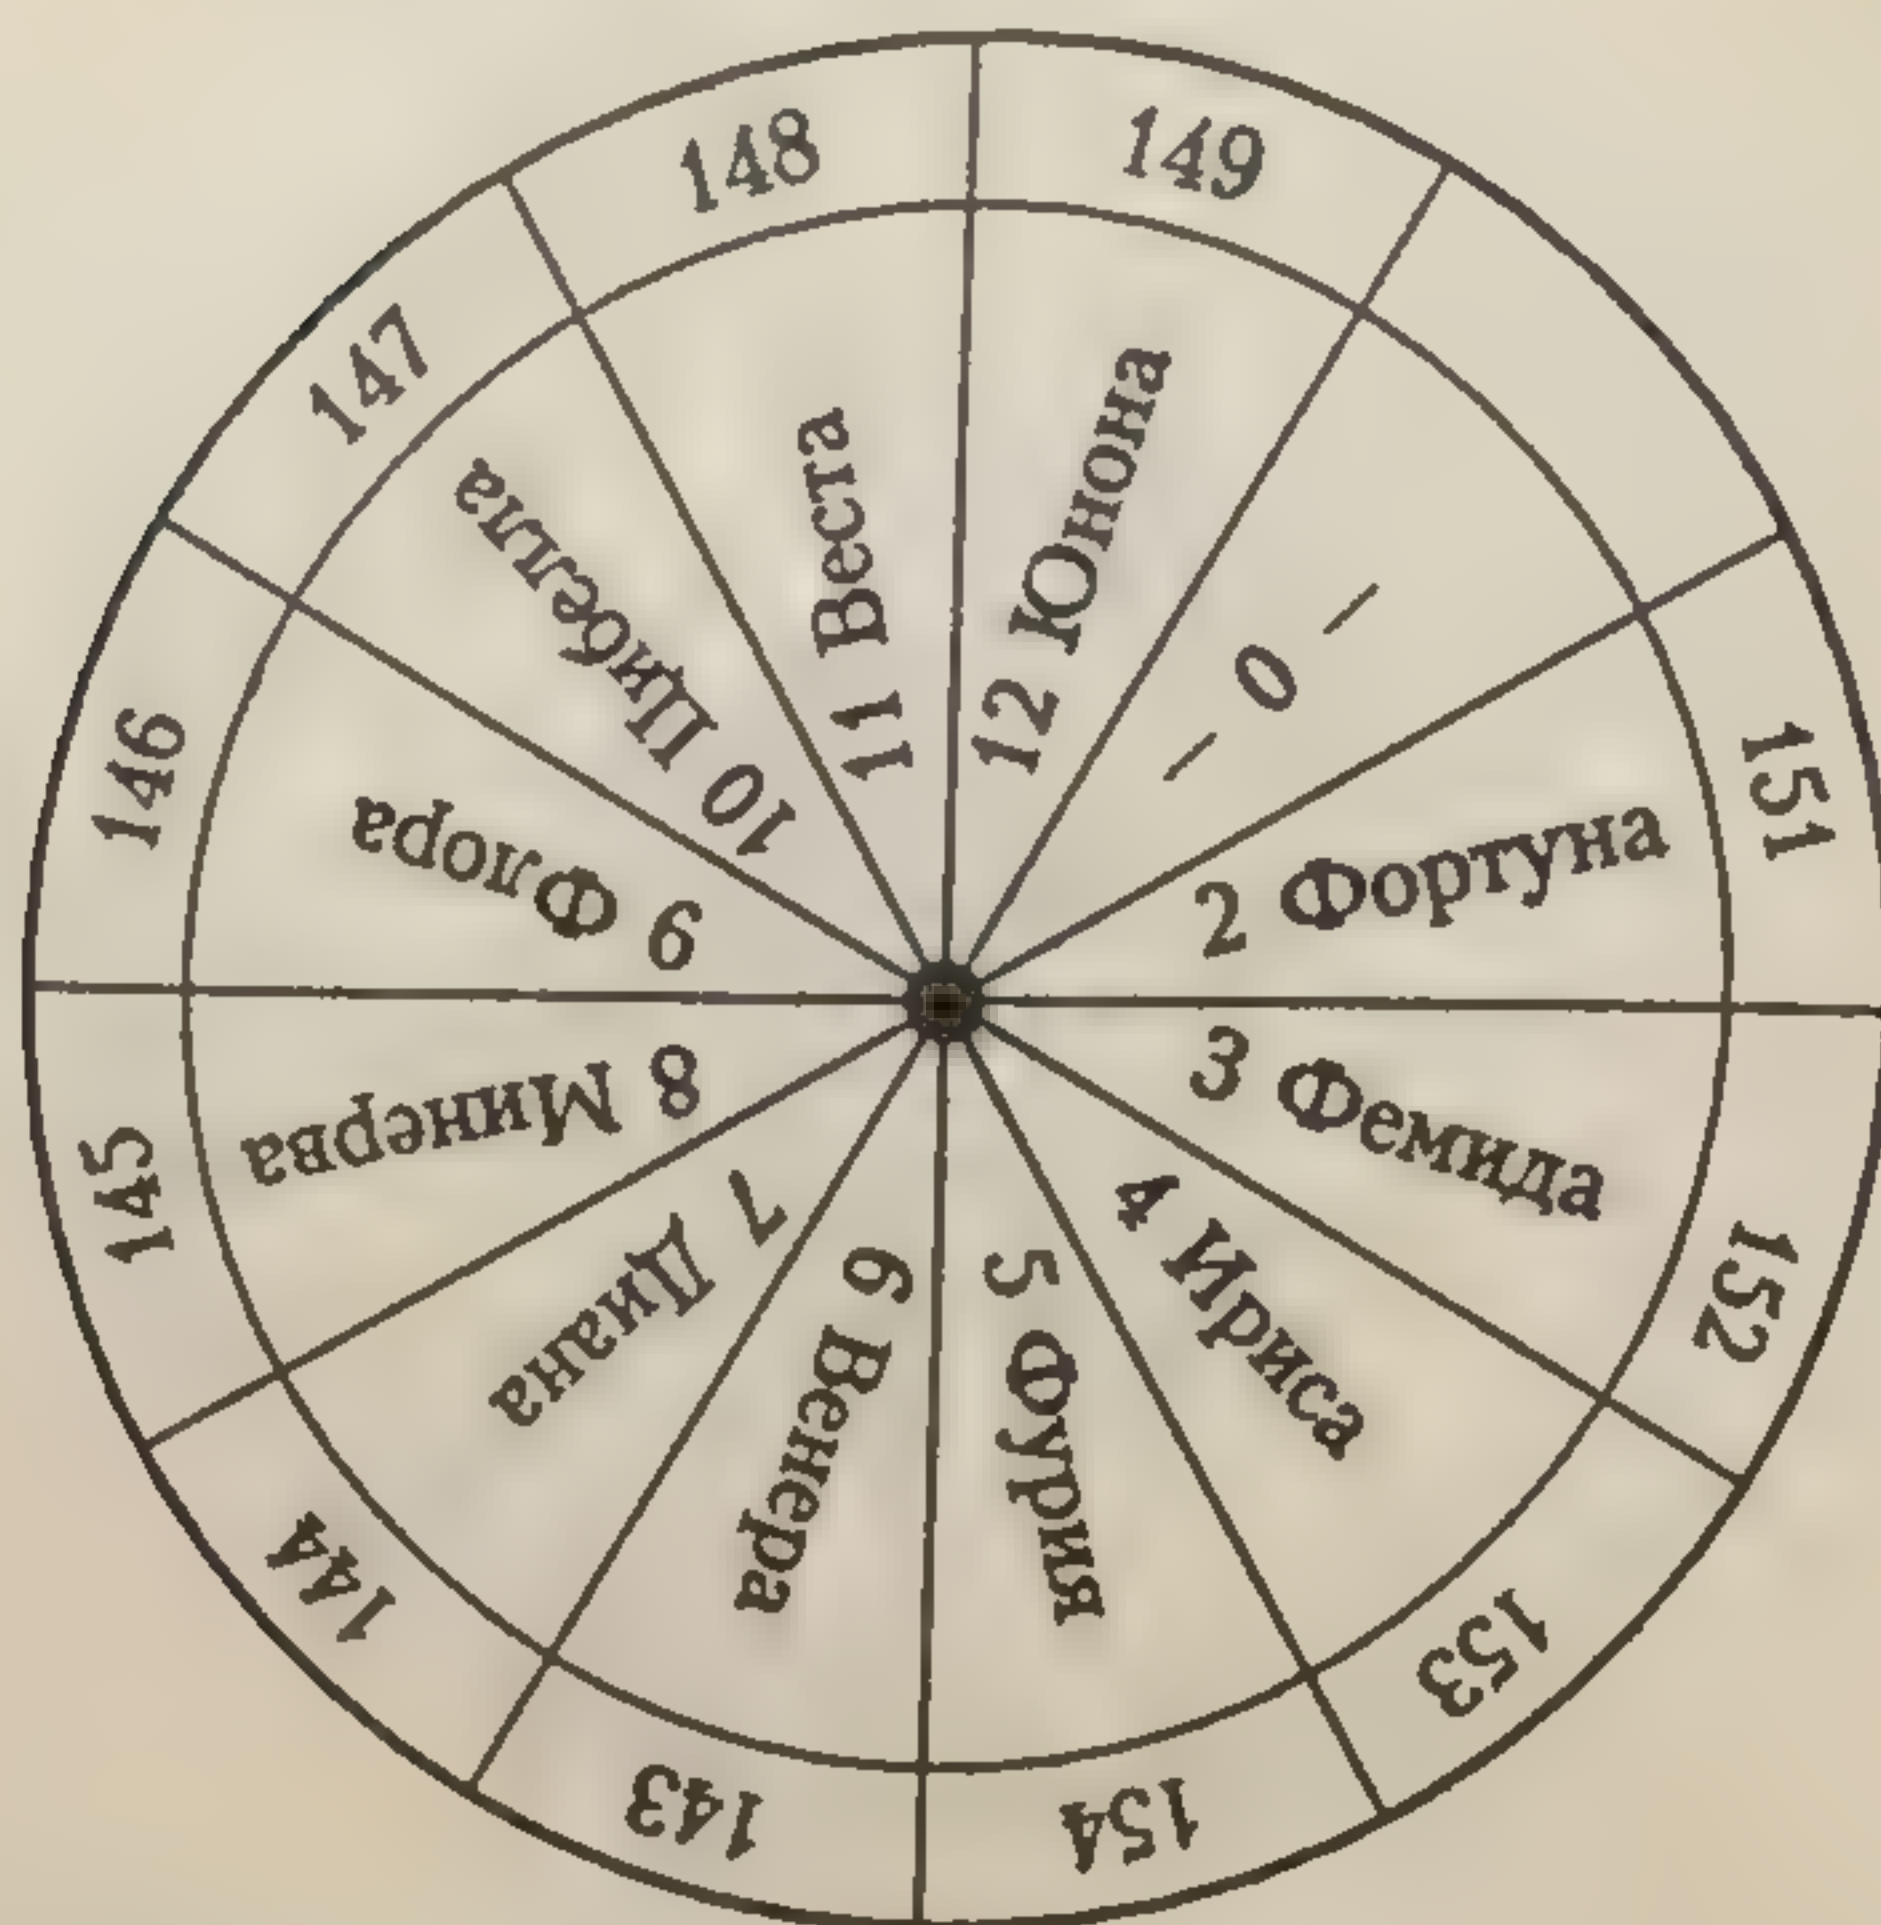 148
149
151
152
153
154
143
144
145
146
147
— 0 —
2 Фортуна
3 Фемида
4 Ириса
5 Фурия
6 Венера
7 Диана
8 Минерва
9 Флора
10 Цибелла
11 Веста
12 Юнона